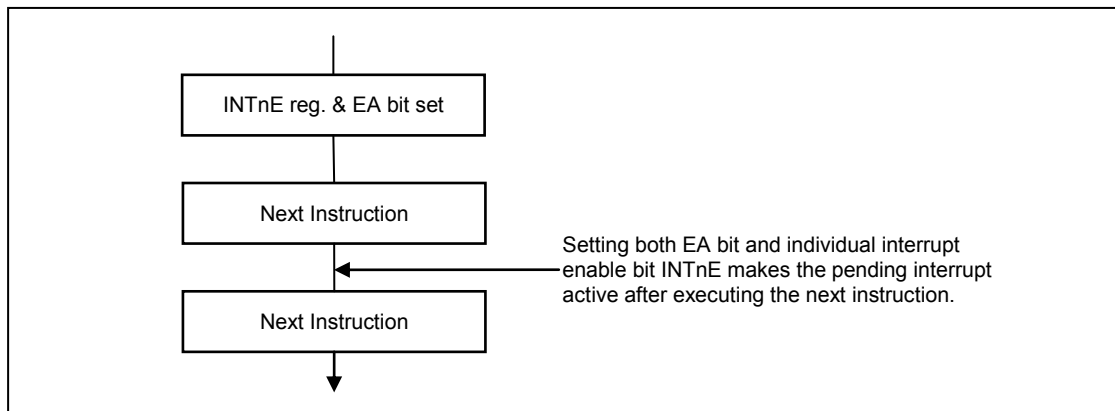 INTnE reg. & EA bit set
Next Instruction
Setting both EA bit and individual interrupt
enable bit INTnE makes the pending interrupt
active after executing the next instruction.
Next Instruction